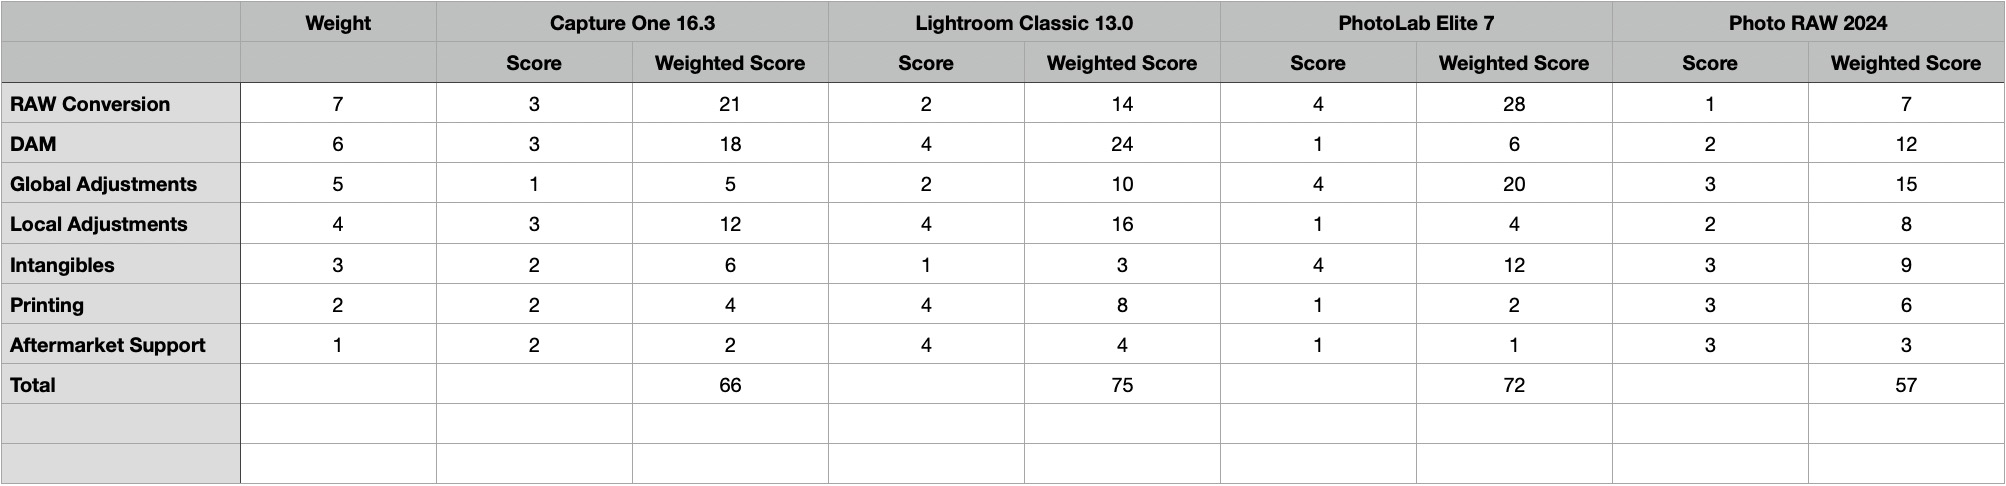 Weight Capture One 16.3 Lightroom Classic 13.0 PhotoLab Elite 7 Photo RAW 2024
Score Weighted Score Score Weighted Score Score Weighted Score Score Weighted Score
RAW Conversion 7 3 21 2 14 4 28 1 7
DAM 6 3 18 4 24 1 6 2 12
Global Adjustments 5 1 5 2 10 4 20 3 15
Local Adjustments 4 3 12 4 16 1 4 2 8
Intangibles 3 2 6 1 3 4 12 3 9
Printing 2 2 4 4 8 1 2 3 6
Aftermarket Support 1 2 2 4 4 1 1 3 3
Total 66 75 72 57